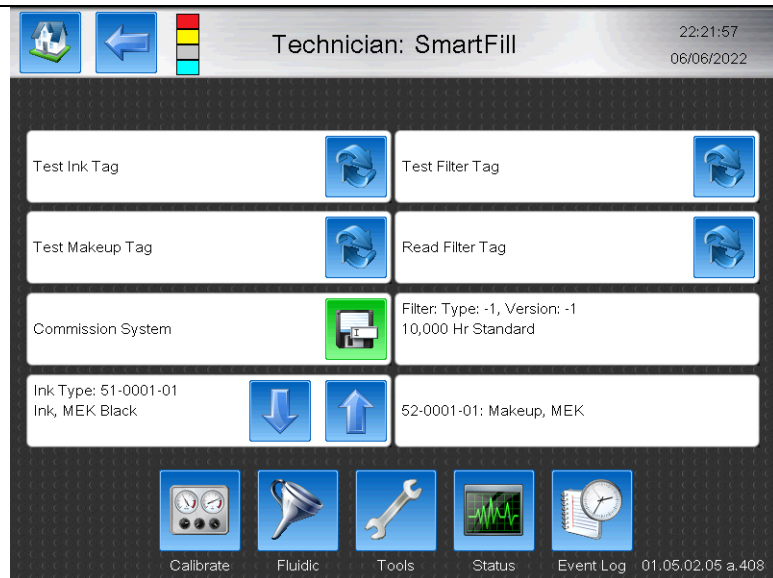 Technician: SmartFill
22:21:57
06/06/2022
Test Ink Tag
Test Filter Tag
Test Makeup Tag
Read Filter Tag
Commission System
Filter: Type: -1, Version: -1
10,000 Hr Standard
Ink Type: 51-0001-01
Ink, MEK Black
52-0001-01: Makeup, MEK
Calibrate
Fluidic
Tools
Status
Event Log
01.05.02.05 a.408